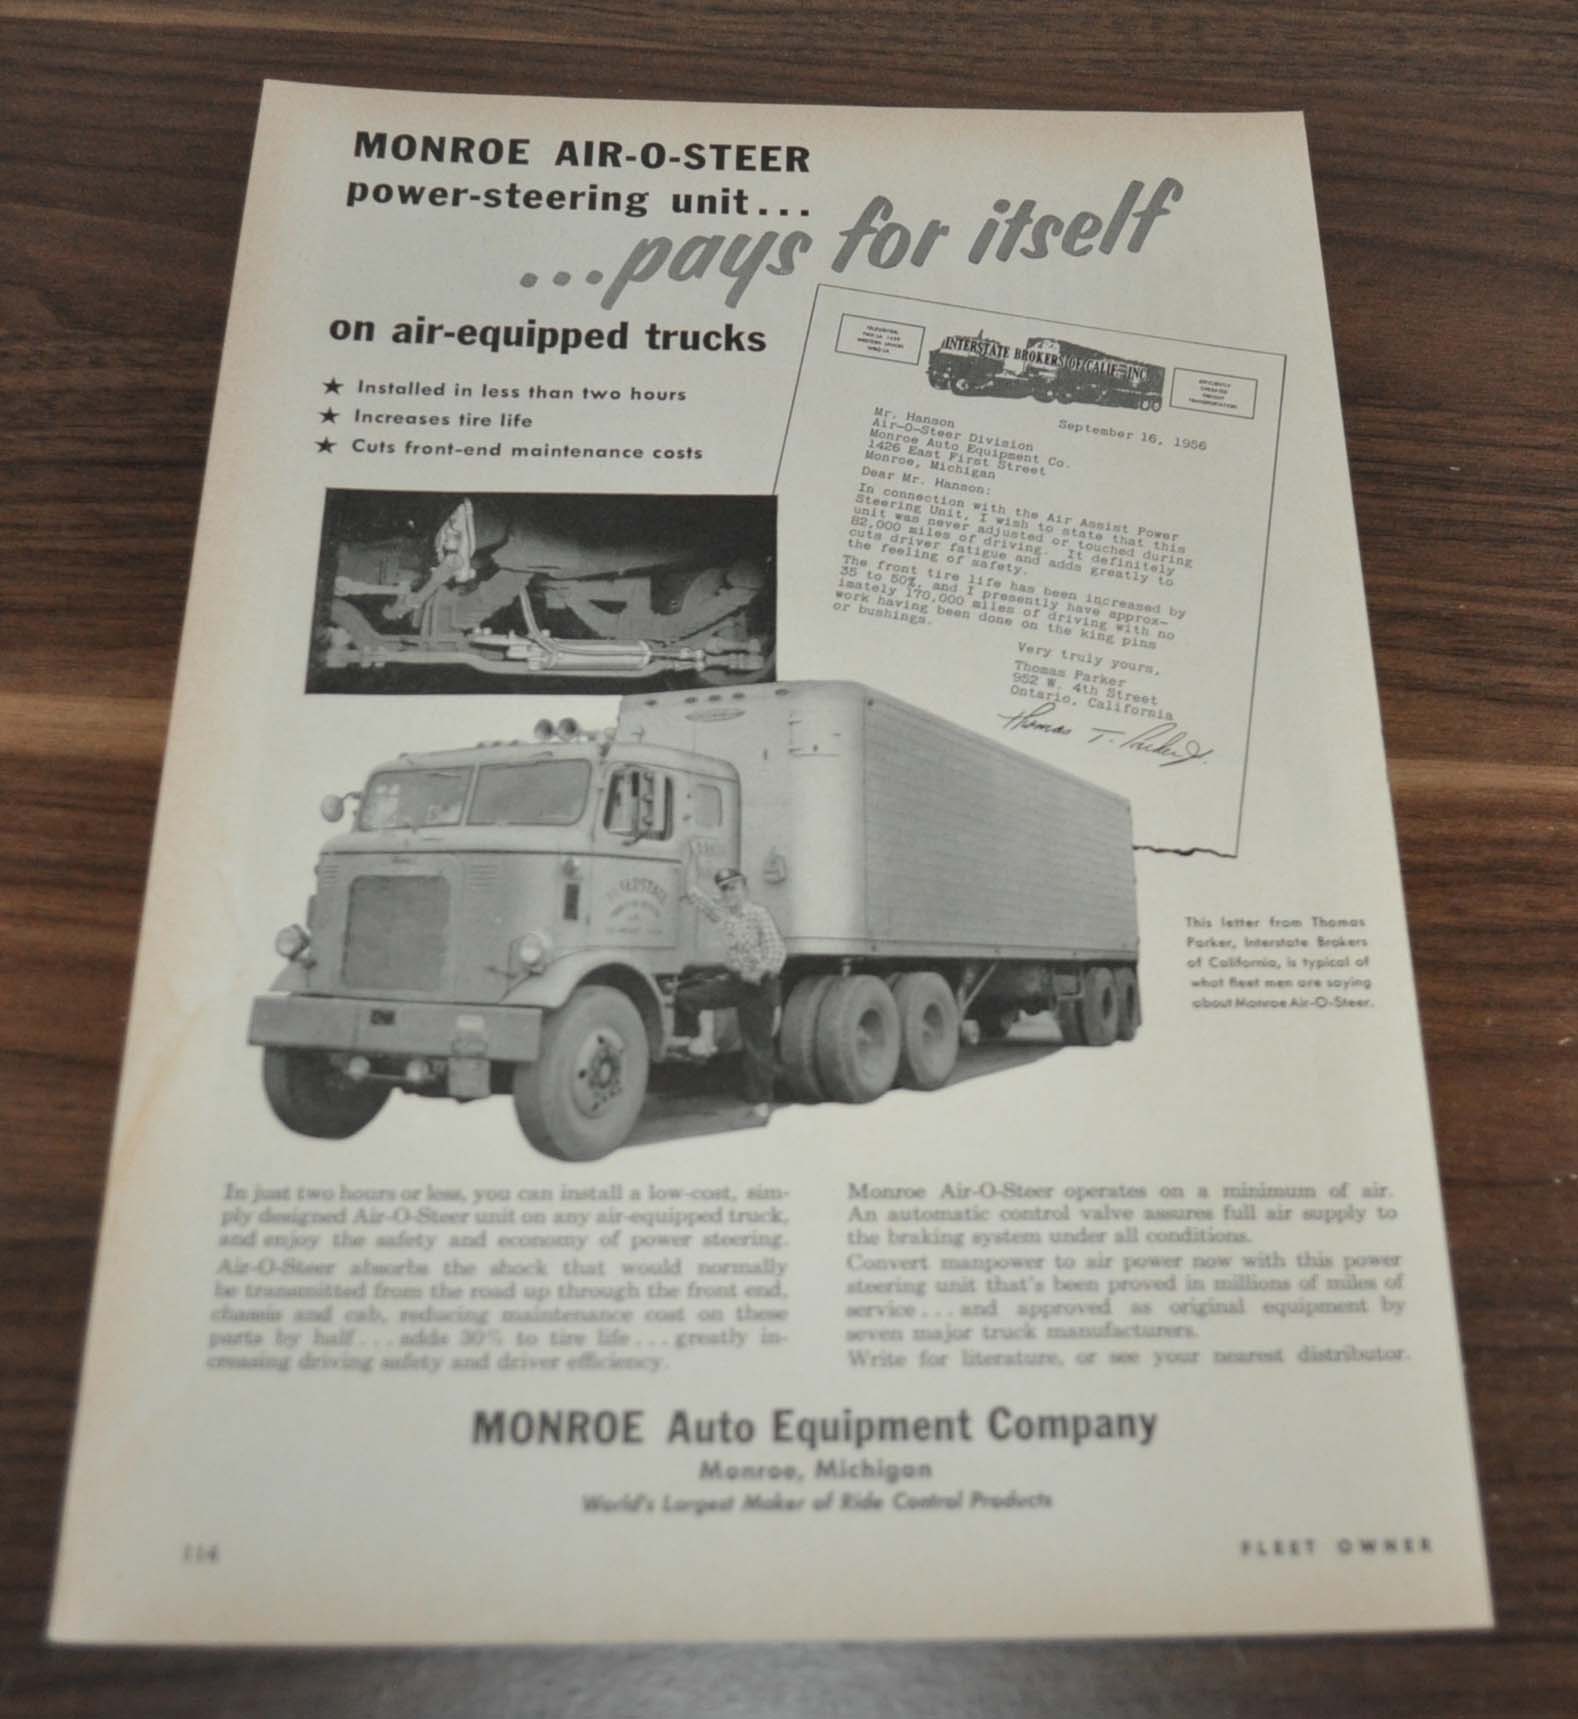 MONROE AIR-O-STEER
power-steering unit...
...pays for itself
on air-equipped trucks
★ Installed in less than two hours
★ Increases tire life
★ Cuts front-end maintenance costs
INTERSTATE BROKERS OF CALIF. INC.
September 16, 1956
Mr. Hanson
Air-O-Steer Division
Monroe Auto Equipment Co.
1426 East First Street
Monroe, Michigan
Dear Mr. Hanson:
In connection with the Air Assist Power
Steering Unit, I wish to state that this
unit was never adjusted or touched during
82,000 miles of driving. It definitely
cuts driver fatigue and adds greatly to
the feeling of safety.
The front tire life has been increased by
35 to 50%, and I presently have approx-
imately 170,000 miles of driving with no
work having been done on the king pins
or bushings.
Very truly yours,
Thomas Parker
952 W. 4th Street
Ontario, California
Thomas T. Parker
This letter from Thomas
Parker, Interstate Brokers
of California, is typical of
what fleet men are saying
about Monroe Air-O-Steer.
In just two hours or less, you can install a low-cost, sim-
ply designed Air-O-Steer unit on any air-equipped truck,
and enjoy the safety and economy of power steering.
Air-O-Steer absorbs the shock that would normally
be transmitted from the road up through the front end,
chassis and cab, reducing maintenance cost on these
parts by half...adds 30% to tire life...greatly in-
creasing driving safety and driver efficiency.
Monroe Air-O-Steer operates on a minimum of air.
An automatic control valve assures full air supply to
the braking system under all conditions.
Convert manpower to air power now with this power
steering unit that's been proved in millions of miles of
service...and approved as original equipment by
seven major truck manufacturers.
Write for literature, or see your nearest distributor.
MONROE Auto Equipment Company
Monroe, Michigan
World's Largest Maker of Ride Control Products
114
FLEET OWNER